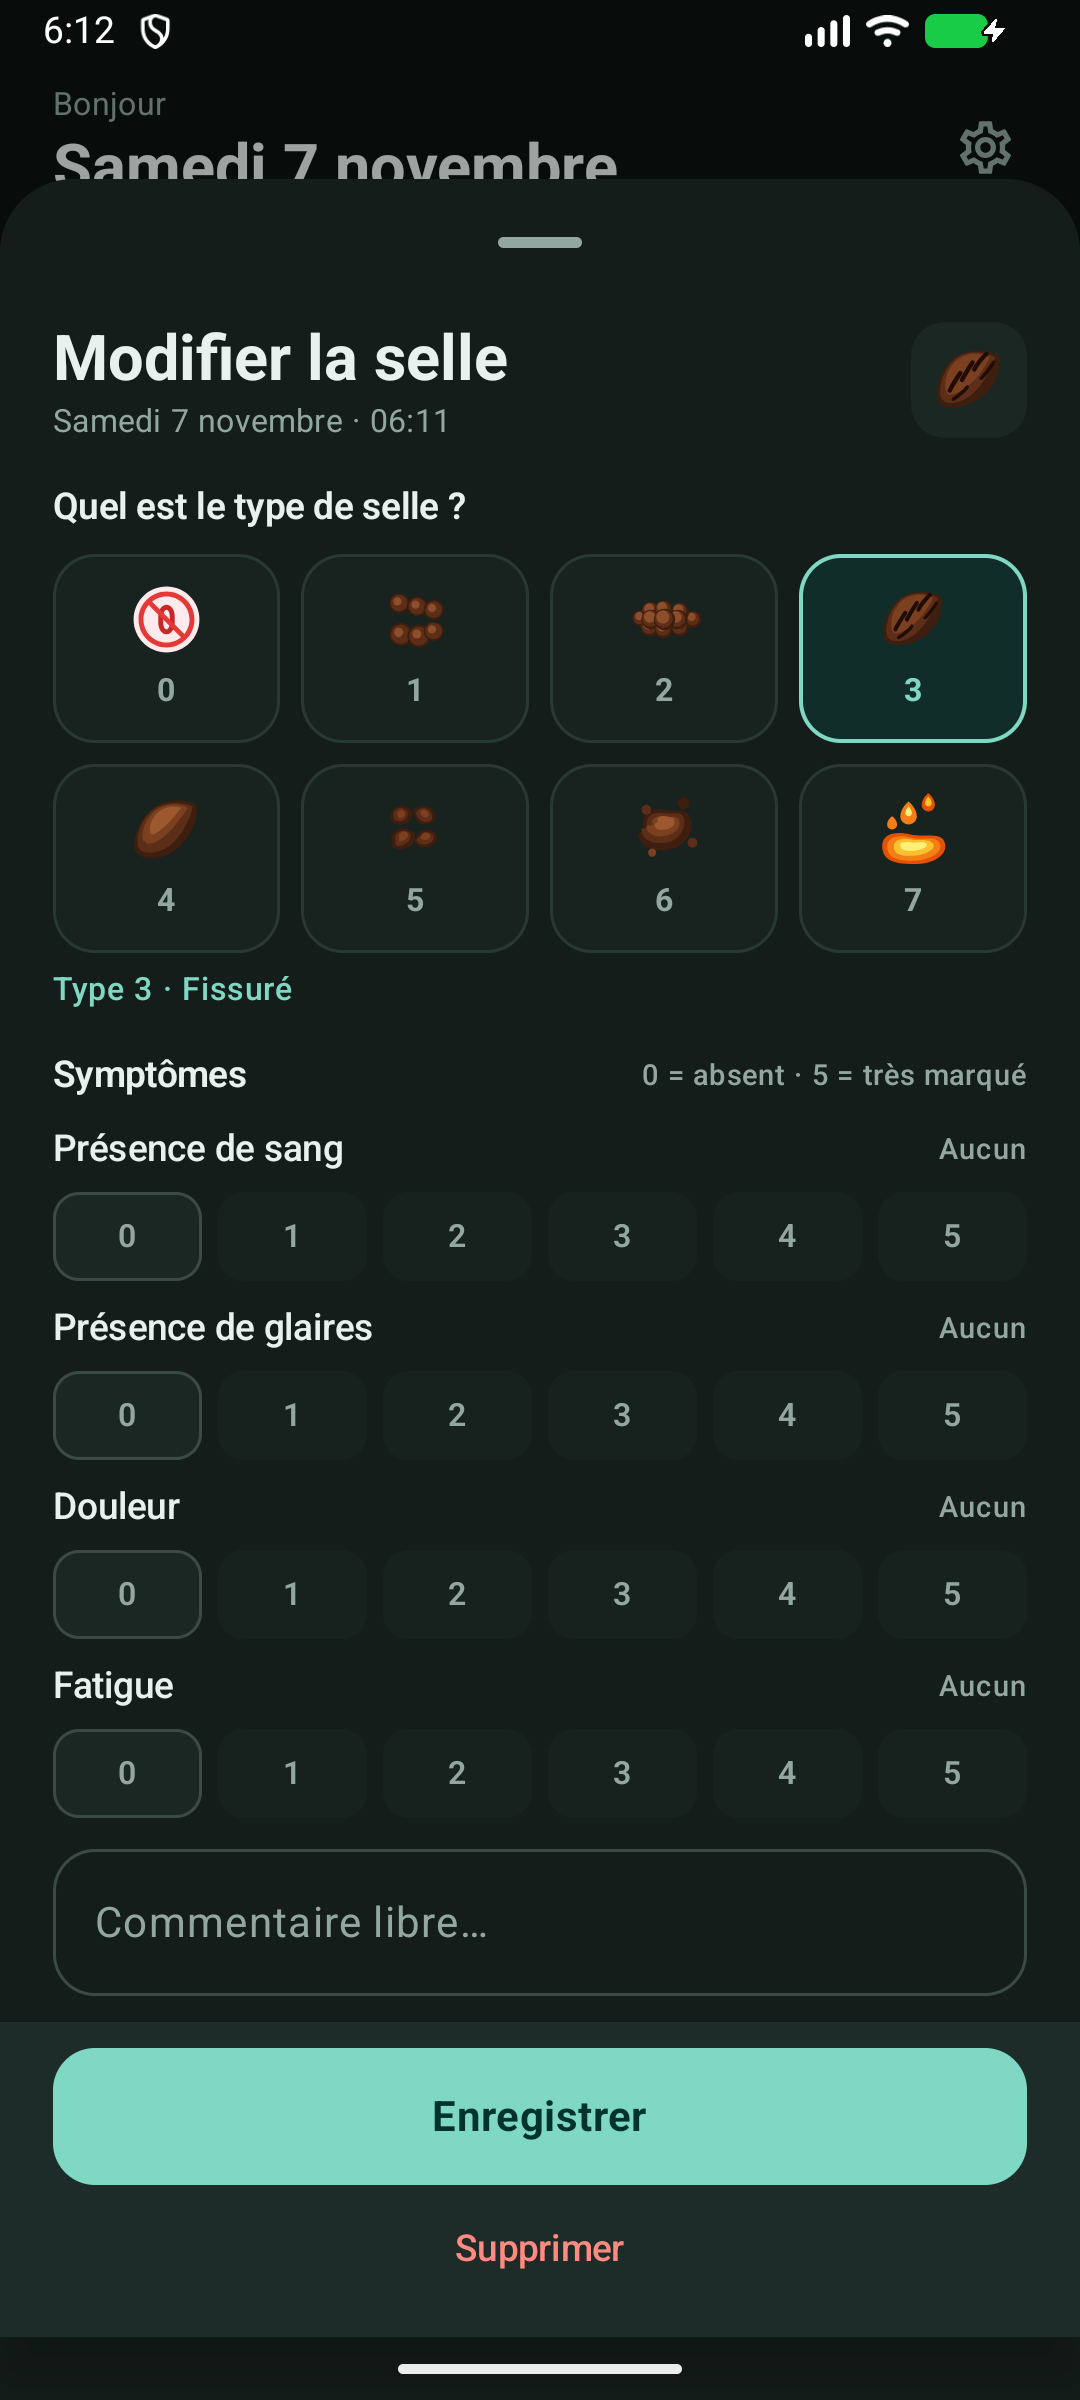 6:12
Bonjour
Samedi 7 novembre
Modifier la selle
Samedi 7 novembre · 06:11
Quel est le type de selle ?
0 1 2 3
4 5 6 7
Type 3 · Fissuré
Symptômes 0 = absent · 5 = très marqué
Présence de sang Aucun
0 1 2 3 4 5
Présence de glaires Aucun
0 1 2 3 4 5
Douleur Aucun
0 1 2 3 4 5
Fatigue Aucun
0 1 2 3 4 5
Commentaire libre…
Enregistrer
Supprimer